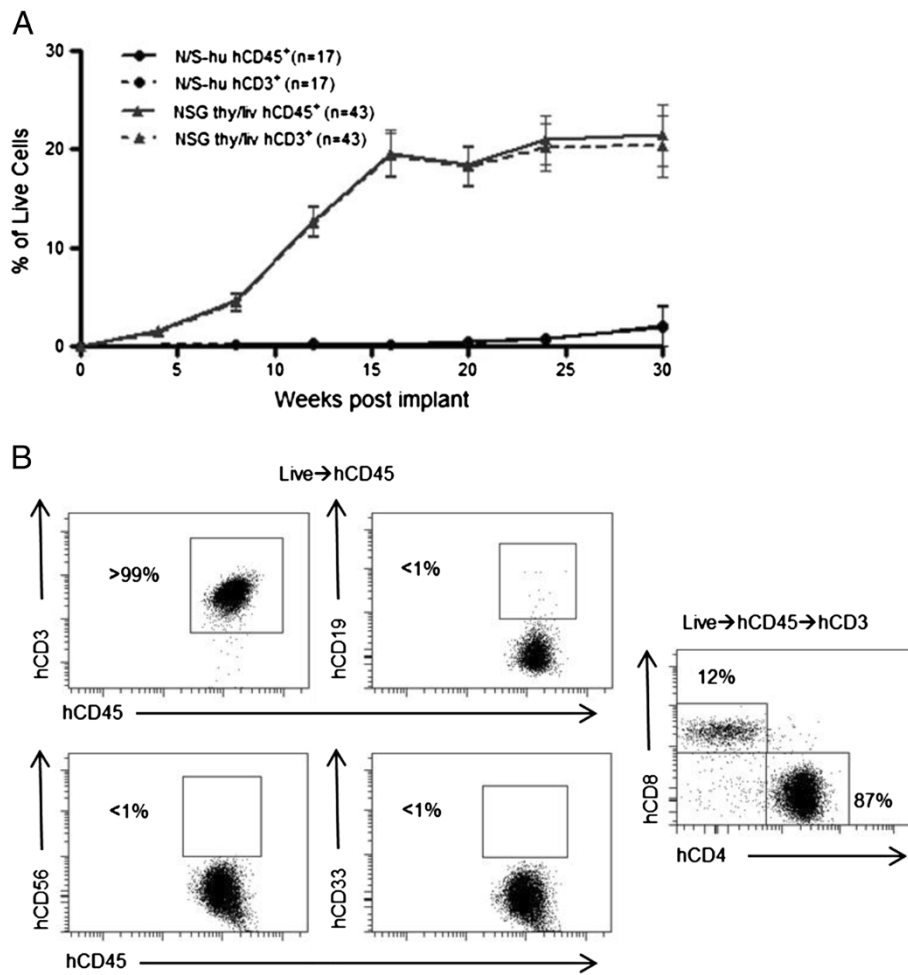 A
30
20
10
0
% of Live Cells
N/S-hu hCD45⁺ (n=17)
N/S-hu hCD3⁺ (n=17)
NSG thy/liv hCD45⁺ (n=43)
NSG thy/liv hCD3⁺ (n=43)
0 5 10 15 20 25 30
Weeks post implant
B
Live→hCD45
hCD3
>99%
hCD19
<1%
hCD45
hCD56
<1%
hCD33
<1%
hCD45
Live→hCD45→hCD3
12%
hCD8
87%
hCD4